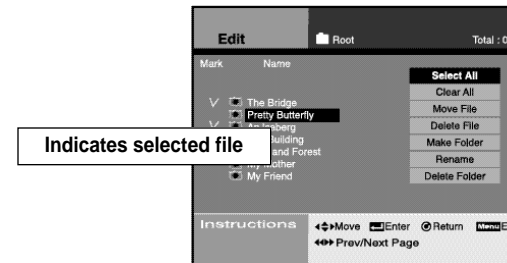 Edit
Root
Total : 0
Mark
Name
Select All
Clear All
The Bridge
Move File
Pretty Butterfly
Delete File
Iceberg
Building
Make Folder
and Forest
Rename
My Mother
My Friend
Delete Folder
Indicates selected file
Instructions
Move
Enter
Return
Menu
Prev/Next Page